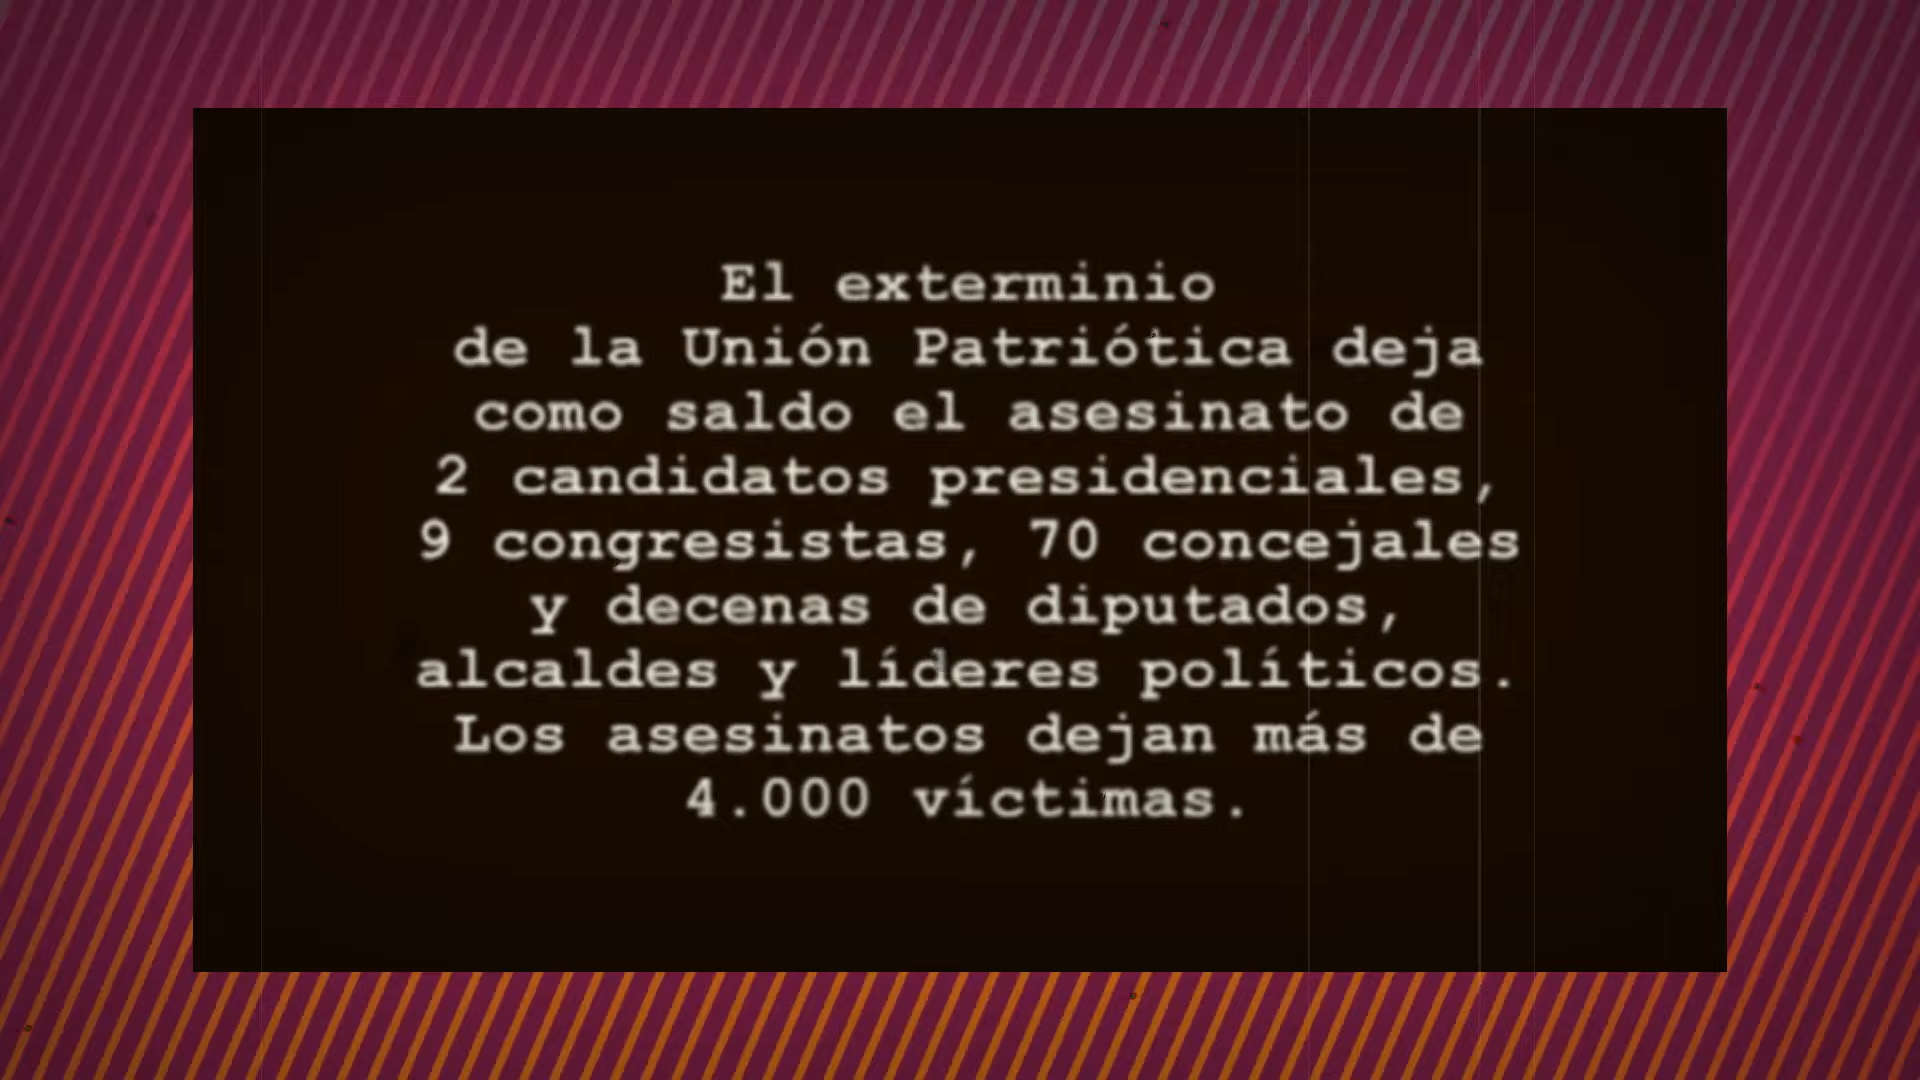 El exterminio
de la Unión Patriótica deja
como saldo el asesinato de
2 candidatos presidenciales,
9 congresistas, 70 concejales
y decenas de diputados,
alcaldes y líderes políticos.
Los asesinatos dejan más de
4.000 víctimas.